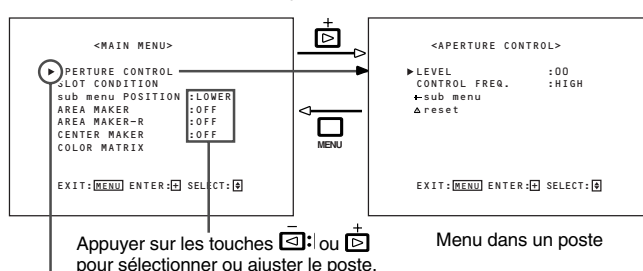 <MAIN MENU>
PERTURE CONTROL
SLOT CONDITION
sub menu POSITION :LOWER
AREA MAKER :OFF
AREA MAKER-R :OFF
CENTER MAKER :OFF
COLOR MATRIX
EXIT:MENU ENTER:+ SELECT:
+
MENU
<APERTURE CONTROL>
LEVEL :00
CONTROL FREQ. :HIGH
sub menu
reset
EXIT:MENU ENTER:+ SELECT:
Menu dans un poste
− +
Appuyer sur les touches : ou
pour sélectionner ou ajuster le poste.